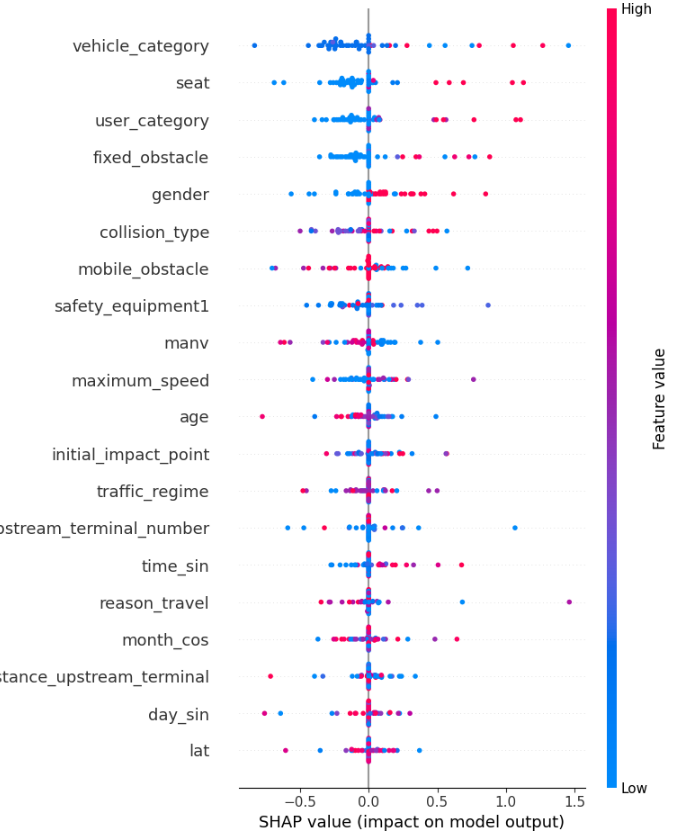 High
vehicle_category
seat
user_category
fixed_obstacle
gender
collision_type
mobile_obstacle
safety_equipment1
manv
maximum_speed
age
initial_impact_point
traffic_regime
pstream_terminal_number
time_sin
reason_travel
month_cos
stance_upstream_terminal
day_sin
lat
Feature value
Low
−0.5 0.0 0.5 1.0 1.5
SHAP value (impact on model output)